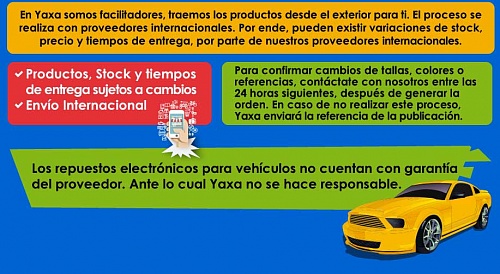 En Yaxa somos facilitadores, traemos los productos desde el exterior para ti. El proceso se
realiza con proveedores internacionales. Por ende, pueden existir variaciones de stock,
precio y tiempos de entrega, por parte de nuestros proveedores internacionales.
✓ Productos, Stock y tiempos
de entrega sujetos a cambios
✓ Envío Internacional
Para confirmar cambios de tallas, colores o
referencias, contáctate con nosotros entre las
24 horas siguientes, después de generar la
orden. En caso de no realizar este proceso,
Yaxa enviará la referencia de la publicación.
Los repuestos electrónicos para vehículos no cuentan con garantía
del proveedor. Ante lo cual Yaxa no se hace responsable.